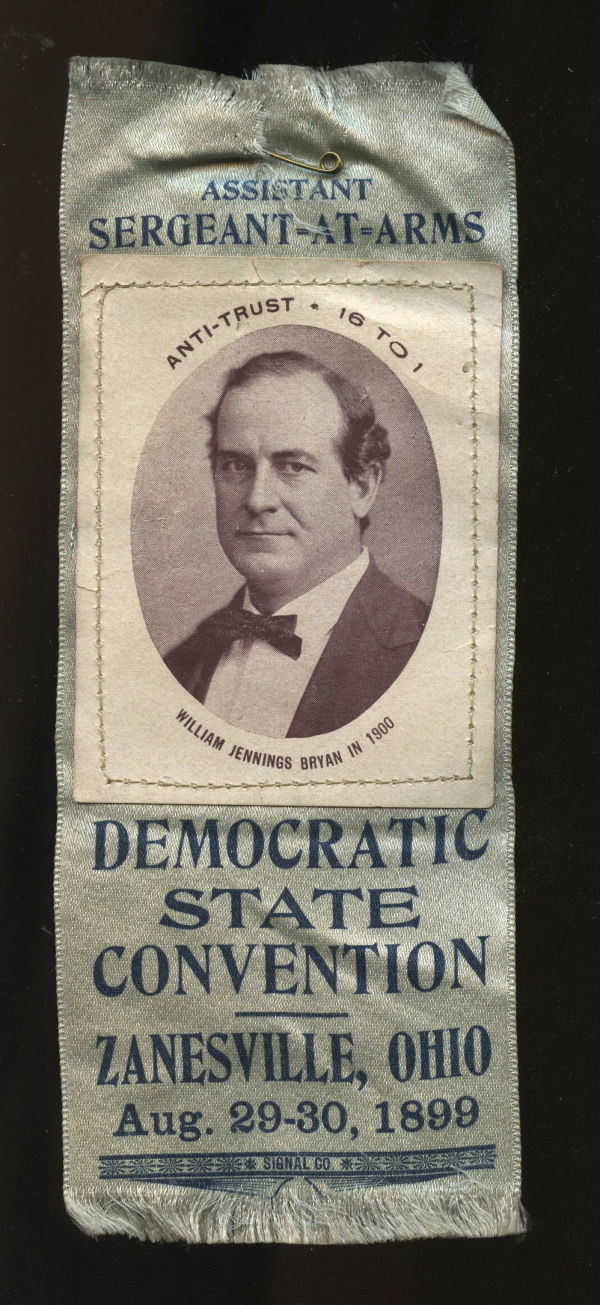 ASSISTANT
SERGEANT=AT=ARMS
ANTI-TRUST * 16 TO 1
WILLIAM JENNINGS BRYAN IN 1900
DEMOCRATIC
STATE
CONVENTION
ZANESVILLE, OHIO
Aug. 29-30, 1899
SIGNAL CO.